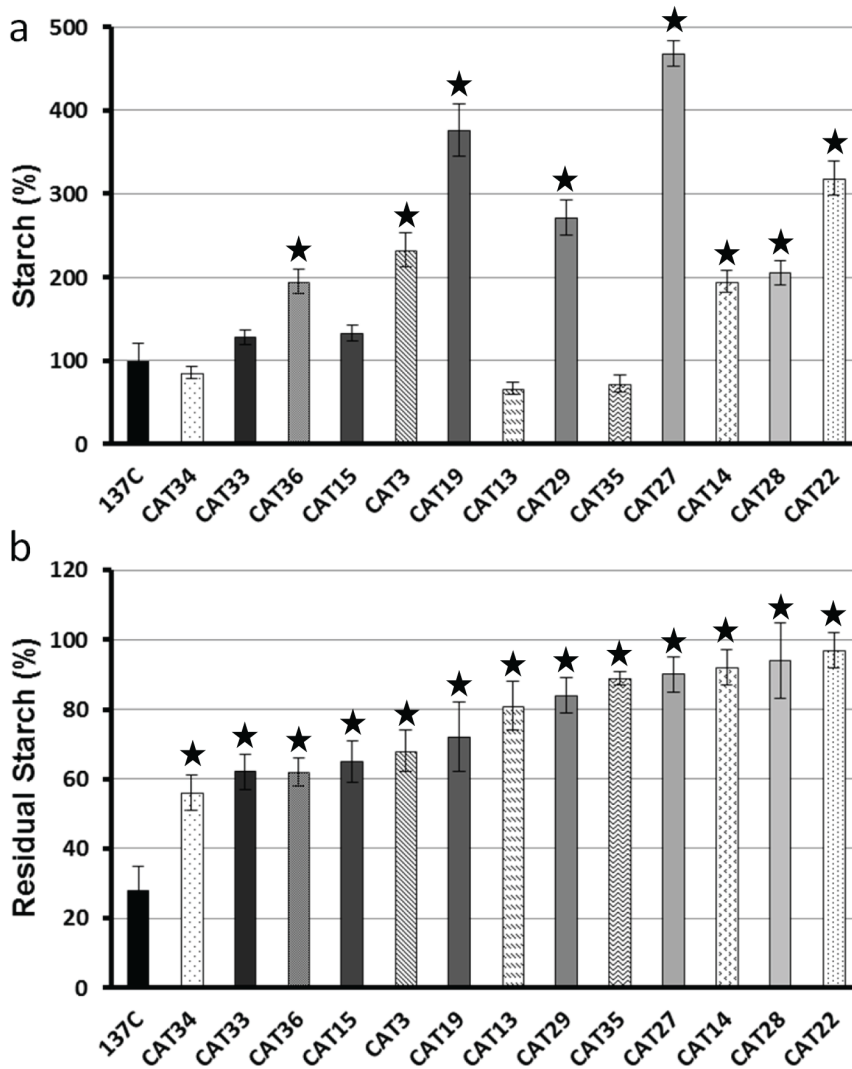 a
Starch (%)
500
400
300
200
100
0
137C CAT34 CAT33 CAT36 CAT15 CAT3 CAT19 CAT13 CAT29 CAT35 CAT27 CAT14 CAT28 CAT22
b
Residual Starch (%)
120
100
80
60
40
20
0
137C CAT34 CAT33 CAT36 CAT15 CAT3 CAT19 CAT13 CAT29 CAT35 CAT27 CAT14 CAT28 CAT22